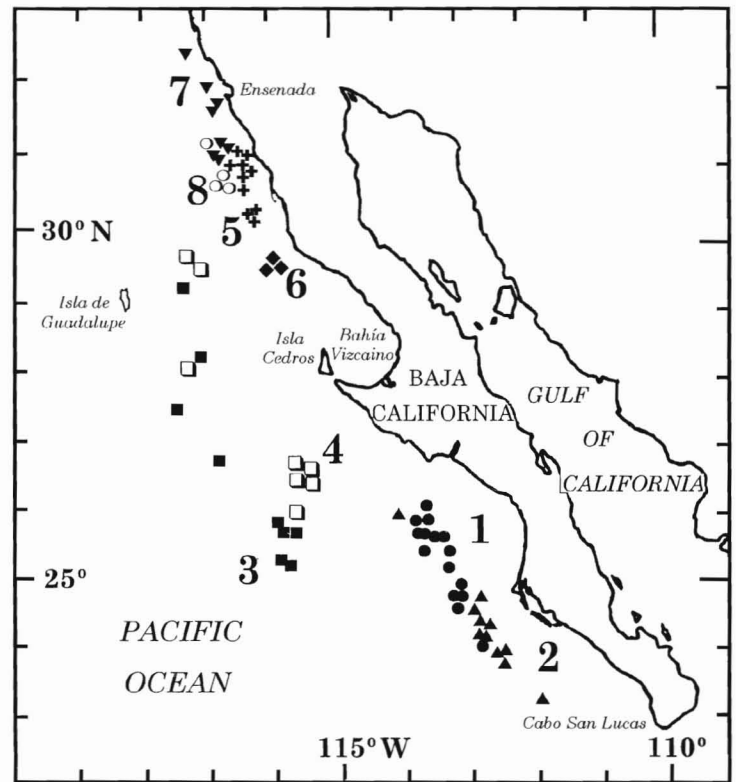 7
Ensenada
8
5
30° N
6
Isla de
Guadalupe
Isla
Cedros
Bahía
Vizcaino
BAJA
CALIFORNIA
GULF
OF
CALIFORNIA
4
1
3
25°
PACIFIC
OCEAN
2
Cabo San Lucas
115° W
110°